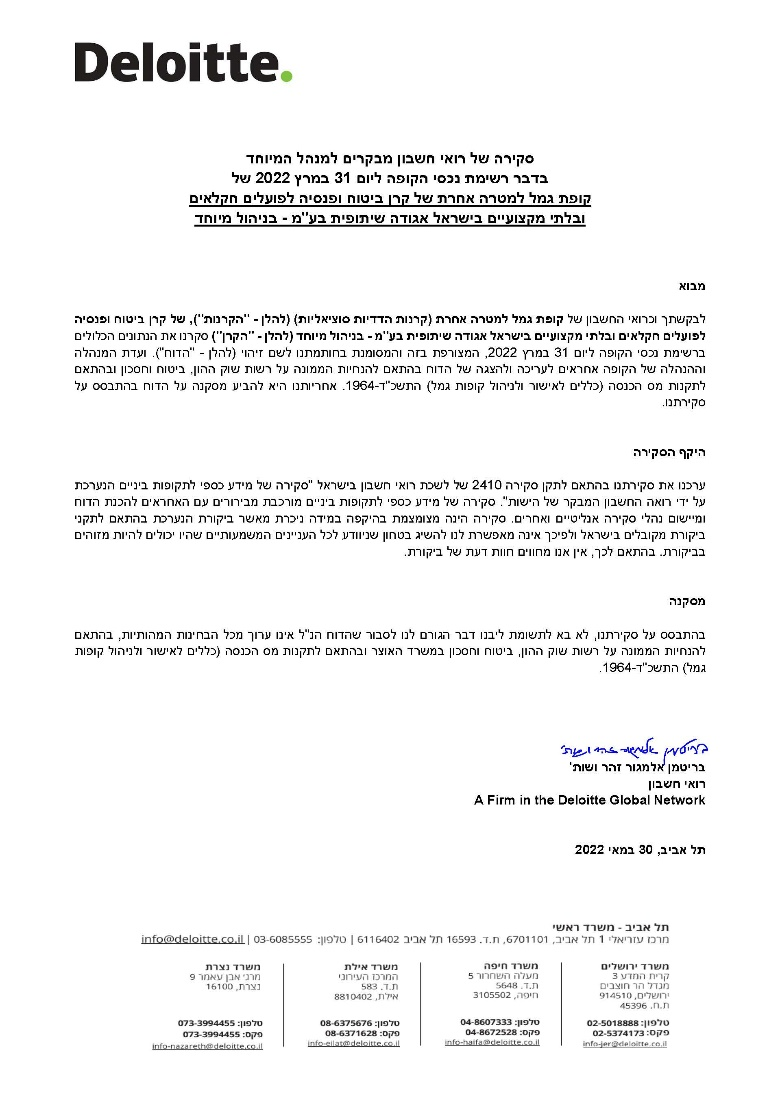 Deloitte.
סקירה של רואי חשבון מבקרים למנהל המיוחד
בדבר רשימת נכסי הקופה ליום 31 במרץ 2022 של
קופת גמל למטרה אחרת של קרן ביטוח ופנסיה לפועלים חקלאים
ובלתי מקצועיים בישראל אגודה שיתופית בע"מ - בניהול מיוחד
מבוא
לבקשתך וכרואי החשבון של קופת גמל למטרה אחרת (קרנות הדדיות סוציאליות) (להלן - "הקרנות"), של קרן ביטוח ופנסיה
לפועלים חקלאים ובלתי מקצועיים בישראל אגודה שיתופית בע"מ - בניהול מיוחד (להלן - "הקרן") סקרנו את הנתונים הכלולים
ברשימת נכסי הקופה ליום 31 במרץ 2022, המצורפת בזה והמסומנת בחותמתנו לשם זיהוי (להלן - "הדוח"). ועדת המנהלה
וההנהלה של הקופה אחראים לעריכה ולהצגה של הדוח בהתאם להנחיות הממונה על רשות שוק ההון, ביטוח וחסכון ובהתאם
לתקנות מס הכנסה (כללים לאישור ולניהול קופות גמל) התשכ"ד-1964. אחריותנו היא להביע מסקנה על הדוח בהתבסס על
סקירתנו.
היקף הסקירה
ערכנו את סקירתנו בהתאם לתקן סקירה 2410 של לשכת רואי חשבון בישראל "סקירה של מידע כספי לתקופות ביניים הנערכת
על ידי רואה החשבון המבקר של הישות". סקירה של מידע כספי לתקופות ביניים מורכבת מבירורים עם האחראים להכנת הדוח
ומיישום נהלי סקירה אנליטיים ואחרים. סקירה הינה מצומצמת בהיקפה במידה ניכרת מאשר ביקורת הנערכת בהתאם לתקני
ביקורת מקובלים בישראל ולפיכך אינה מאפשרת לנו להשיג בטחון שניוודע לכל העניינים המשמעותיים שהיו יכולים להיות מזוהים
בביקורת. בהתאם לכך, אין אנו מחווים חוות דעת של ביקורת.
מסקנה
בהתבסס על סקירתנו, לא בא לתשומת ליבנו דבר הגורם לנו לסבור שהדוח הנ"ל אינו ערוך מכל הבחינות המהותיות, בהתאם
להנחיות הממונה על רשות שוק ההון, ביטוח וחסכון במשרד האוצר ובהתאם לתקנות מס הכנסה (כללים לאישור ולניהול קופות
גמל) התשכ"ד-1964.
בריטמן אלמגור זהר ושות'
בריטמן אלמגור זהר ושות'
רואי חשבון
A Firm in the Deloitte Global Network
תל אביב, 30 במאי 2022
תל אביב - משרד ראשי
מרכז עזריאלי 1 תל אביב, 6701101, ת.ד. 16593 תל אביב 6116402 | טלפון: 03-6085555 | info@deloitte.co.il
משרד ירושלים
קרית המדע 3
מגדל הר חוצבים
ירושלים, 914510
ת.ח. 45396
טלפון: 02-5018888
פקס: 02-5374173
info-jer@deloitte.co.il
משרד חיפה
מעלה השחרור 5
ת.ד. 5648
חיפה, 3105502
טלפון: 04-8607333
פקס: 04-8672528
info-haifa@deloitte.co.il
משרד אילת
המרכז העירוני
ת.ד. 583
אילת, 8810402
טלפון: 08-6375676
פקס: 08-6371628
info-eilat@deloitte.co.il
משרד נצרת
מרג' אבן עאמר 9
נצרת, 16100
טלפון: 073-3994455
פקס: 073-3994455
info-nazareth@deloitte.co.il